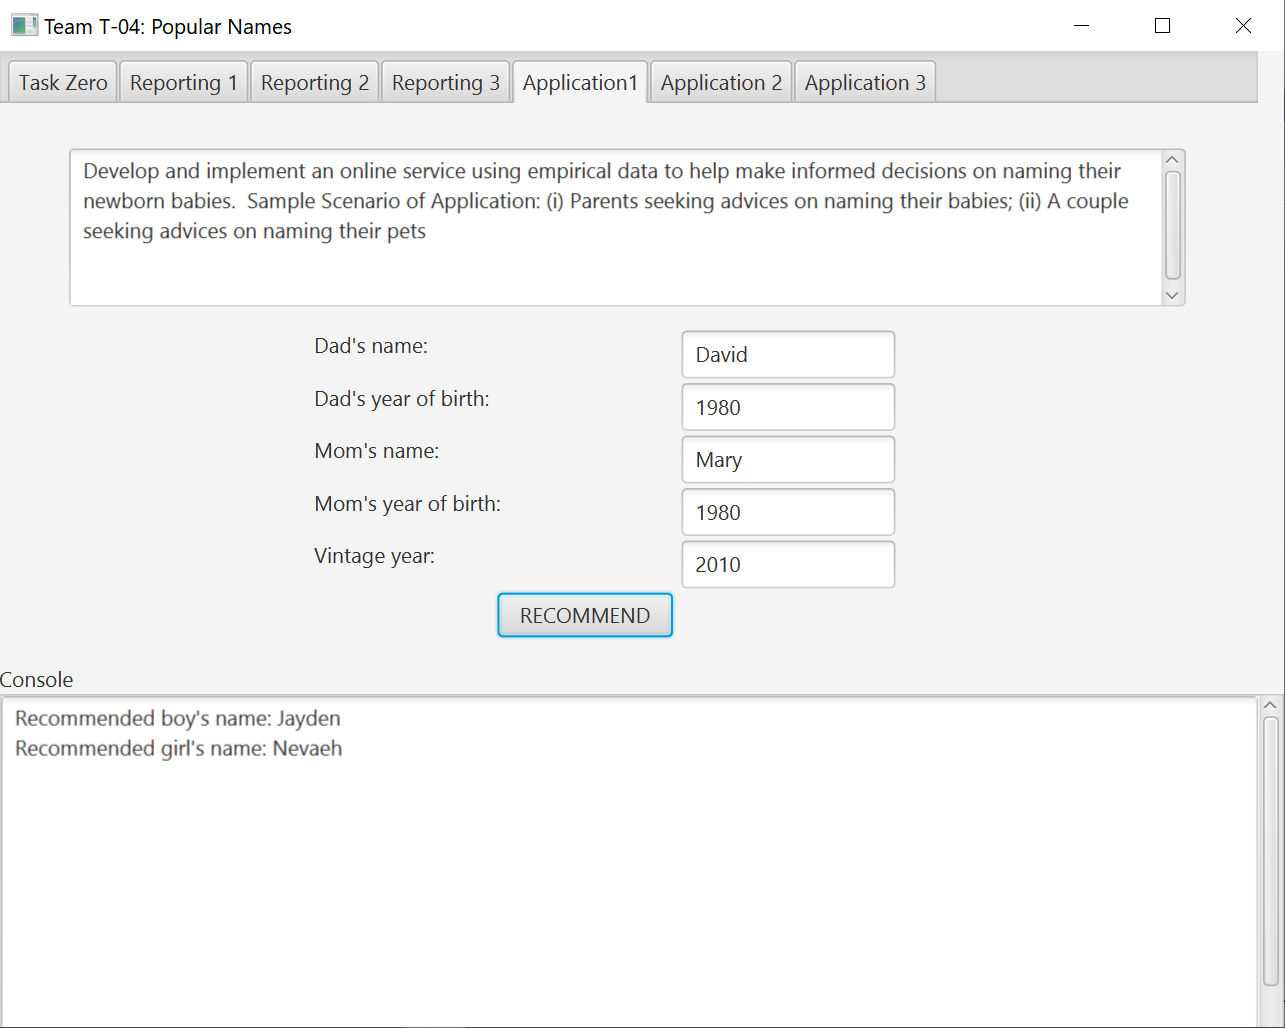 Team T-04: Popular Names
Task Zero
Reporting 1
Reporting 2
Reporting 3
Application1
Application 2
Application 3
Develop and implement an online service using empirical data to help make informed decisions on naming their
newborn babies.  Sample Scenario of Application: (i) Parents seeking advices on naming their babies; (ii) A couple
seeking advices on naming their pets
Dad's name:
David
Dad's year of birth:
1980
Mom's name:
Mary
Mom's year of birth:
1980
Vintage year:
2010
RECOMMEND
Console
Recommended boy's name: Jayden
Recommended girl's name: Nevaeh